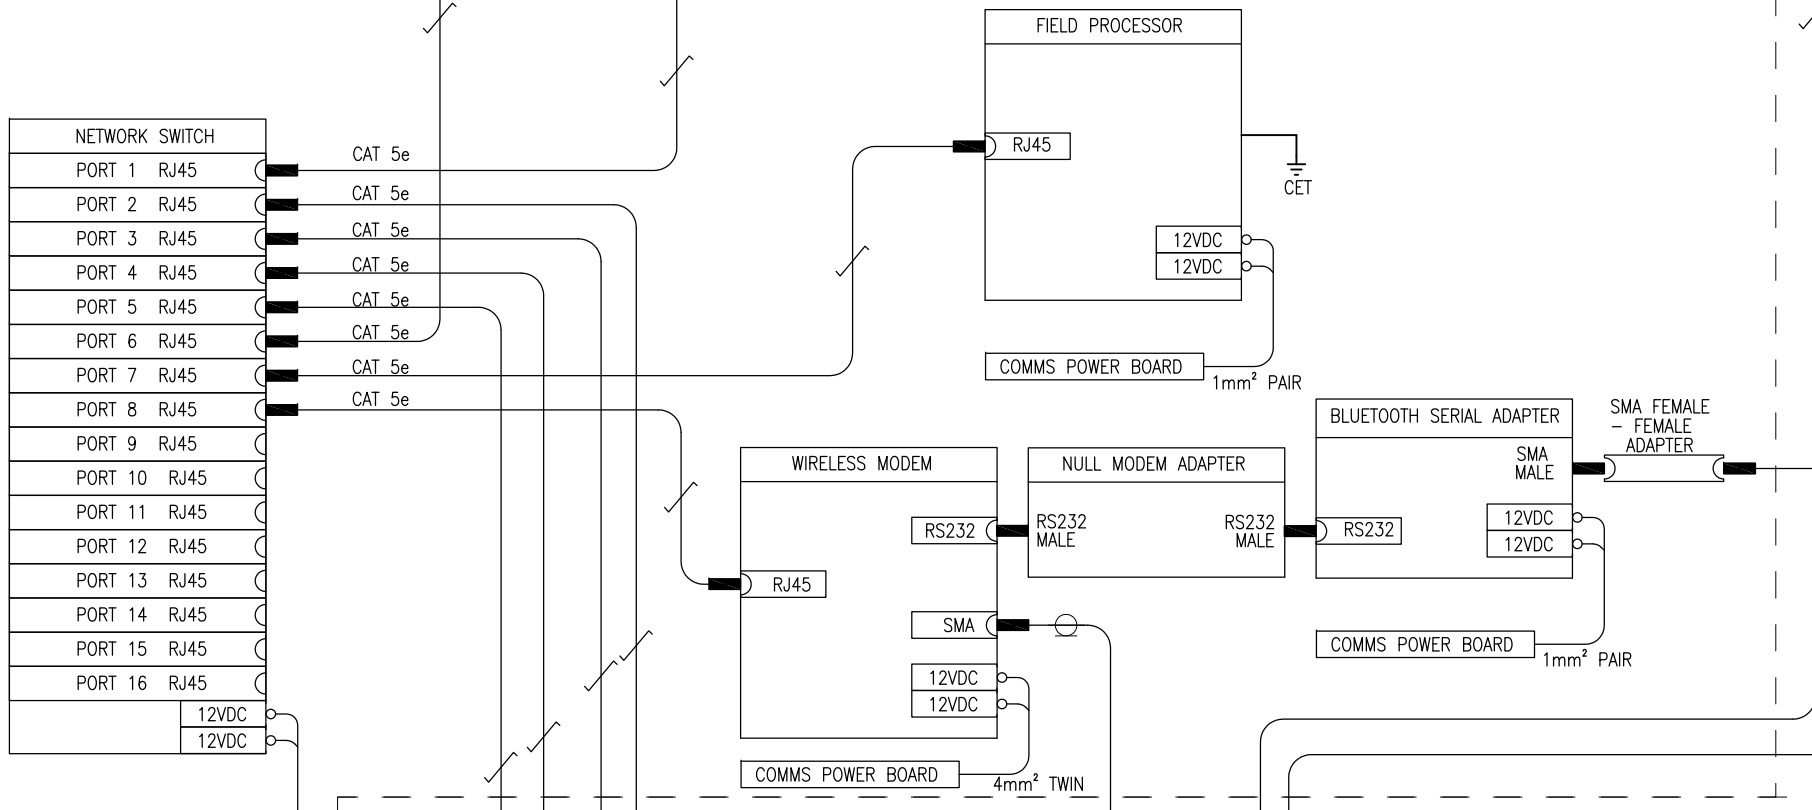 FIELD PROCESSOR
RJ45
CET
12VDC
12VDC
COMMS POWER BOARD
1mm² PAIR
NETWORK SWITCH
PORT 1 RJ45
PORT 2 RJ45
PORT 3 RJ45
PORT 4 RJ45
PORT 5 RJ45
PORT 6 RJ45
PORT 7 RJ45
PORT 8 RJ45
PORT 9 RJ45
PORT 10 RJ45
PORT 11 RJ45
PORT 12 RJ45
PORT 13 RJ45
PORT 14 RJ45
PORT 15 RJ45
PORT 16 RJ45
12VDC
12VDC
CAT 5e
CAT 5e
CAT 5e
CAT 5e
CAT 5e
CAT 5e
CAT 5e
CAT 5e
WIRELESS MODEM
RS232
RJ45
SMA
12VDC
12VDC
COMMS POWER BOARD
4mm² TWIN
NULL MODEM ADAPTER
RS232
MALE
RS232
MALE
BLUETOOTH SERIAL ADAPTER
SMA
MALE
RS232
12VDC
12VDC
COMMS POWER BOARD
1mm² PAIR
SMA FEMALE
- FEMALE
ADAPTER